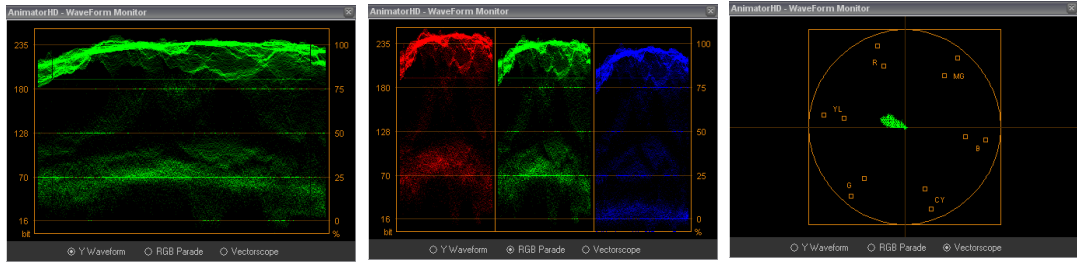 AnimatorHD - WaveForm Monitor
235 100
180 75
128 50
70 25
16 0
bit %
Y Waveform RGB Parade Vectorscope
AnimatorHD - WaveForm Monitor
235 100
180 75
128 50
70 25
16 0
bit %
Y Waveform RGB Parade Vectorscope
AnimatorHD - WaveForm Monitor
R
MG
YL
B
G
CY
Y Waveform RGB Parade Vectorscope